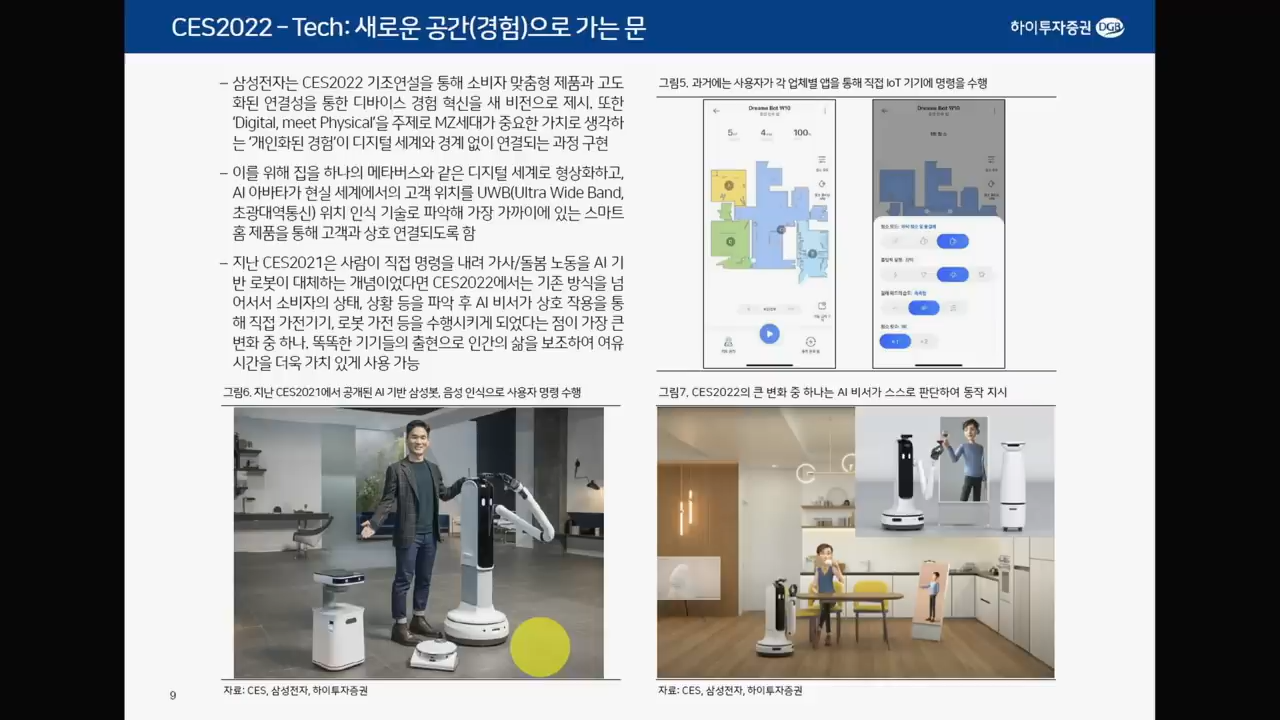 CES2022 – Tech: 새로운 공간(경험)으로 가는 문
하이투자증권 DGB
– 삼성전자는 CES2022 기조연설을 통해 소비자 맞춤형 제품과 고도
화된 연결성을 통한 디바이스 경험 혁신을 새 비전으로 제시. 또한
‘Digital, meet Physical’을 주제로 MZ세대가 중요한 가치로 생각하
는 ‘개인화된 경험’이 디지털 세계와 경계 없이 연결되는 과정 구현
– 이를 위해 집을 하나의 메타버스와 같은 디지털 세계로 형상화하고,
AI 아바타가 현실 세계에서의 고객 위치를 UWB(Ultra Wide Band,
초광대역통신) 위치 인식 기술로 파악해 가장 가까이에 있는 스마트
홈 제품을 통해 고객과 상호 연결되도록 함
– 지난 CES2021은 사람이 직접 명령을 내려 가사/돌봄 노동을 AI 기
반 로봇이 대체하는 개념이었다면 CES2022에서는 기존 방식을 넘
어서서 소비자의 상태, 상황 등을 파악 후 AI 비서가 상호 작용을 통
해 직접 가전기기, 로봇 가전 등을 수행시키게 되었다는 점이 가장 큰
변화 중 하나. 똑똑한 기기들의 출현으로 인간의 삶을 보조하여 여유
시간을 더욱 가치 있게 사용 가능
그림5. 과거에는 사용자가 각 업체별 앱을 통해 직접 IoT 기기에 명령을 수행
Dreame Bot W10
Dreame Bot W10
100%
그림6. 지난 CES2021에서 공개된 AI 기반 삼성봇, 음성 인식으로 사용자 명령 수행
그림7. CES2022의 큰 변화 중 하나는 AI 비서가 스스로 판단하여 동작 지시
자료: CES, 삼성전자, 하이투자증권
자료: CES, 삼성전자, 하이투자증권
9